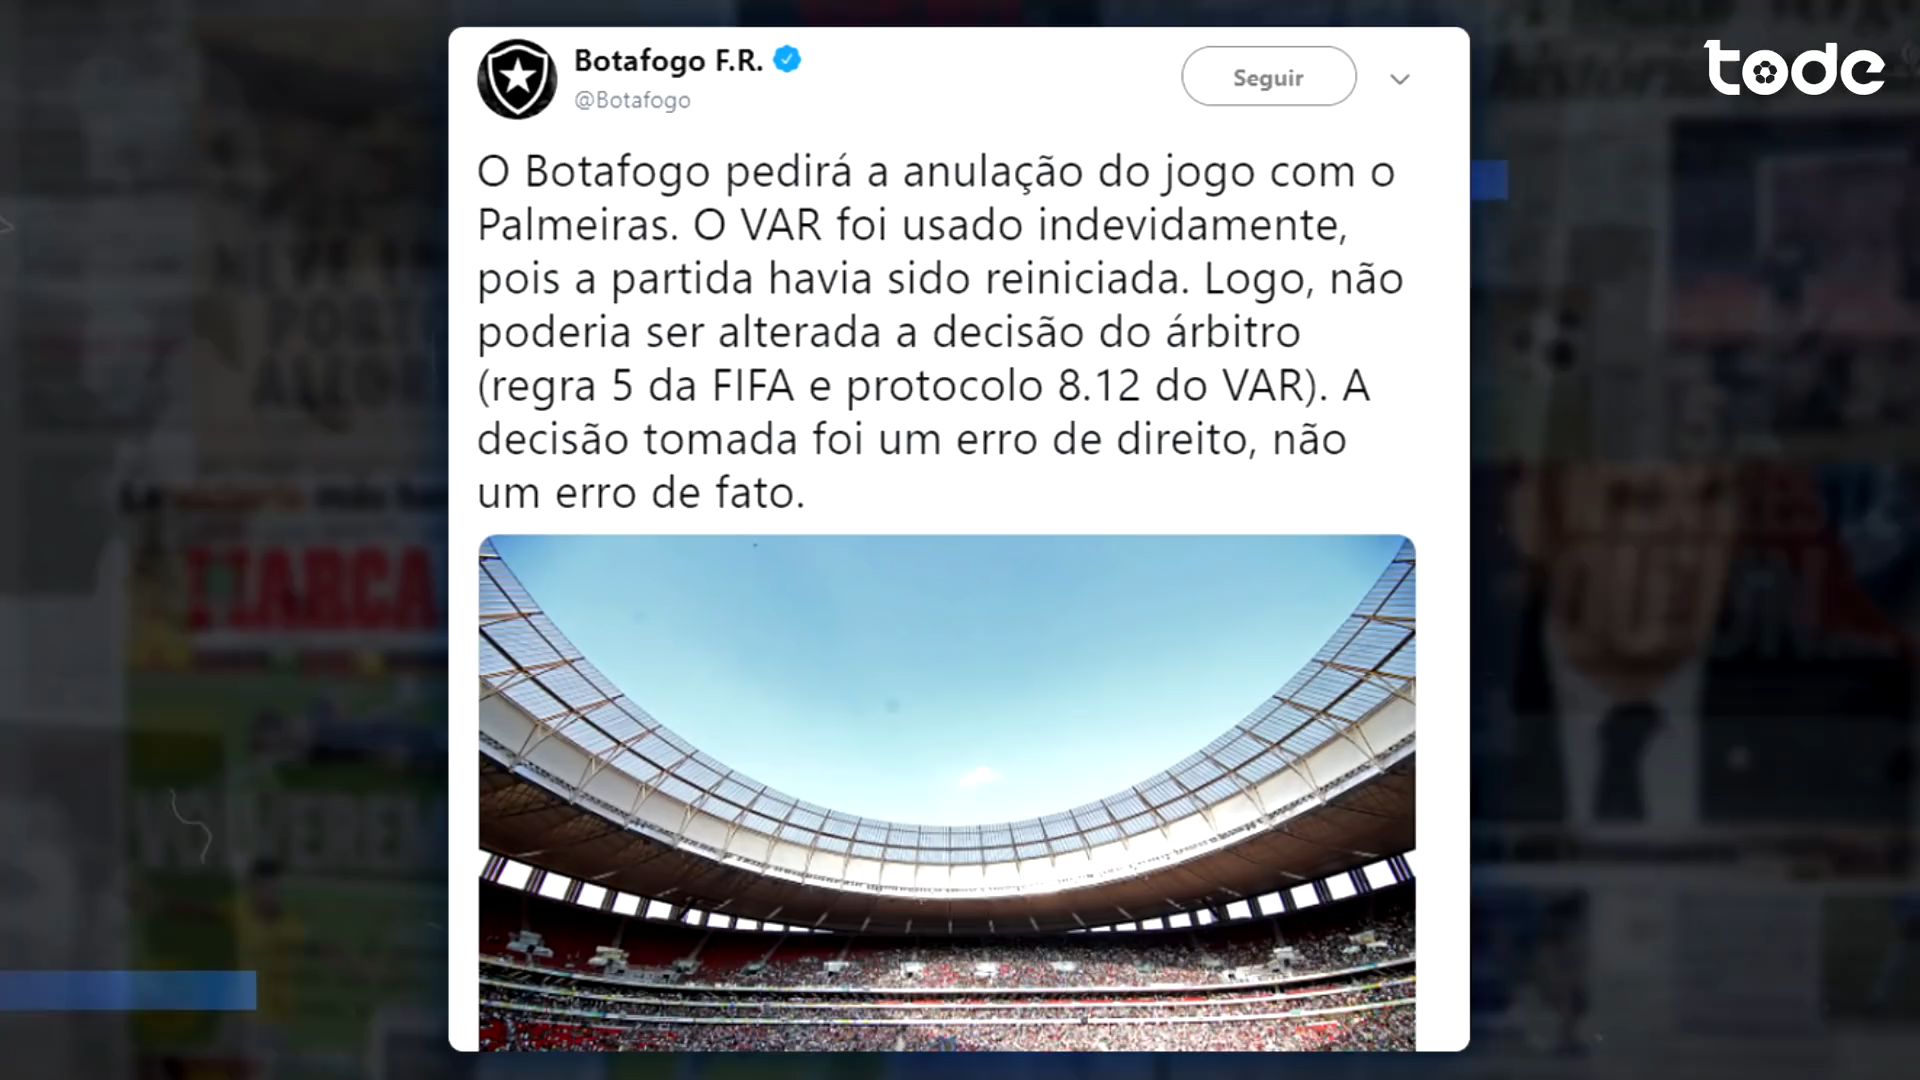 Botafogo F.R.
@Botafogo
Seguir
tode
O Botafogo pedirá a anulação do jogo com o
Palmeiras. O VAR foi usado indevidamente,
pois a partida havia sido reiniciada. Logo, não
poderia ser alterada a decisão do árbitro
(regra 5 da FIFA e protocolo 8.12 do VAR). A
decisão tomada foi um erro de direito, não
um erro de fato.
MARCA